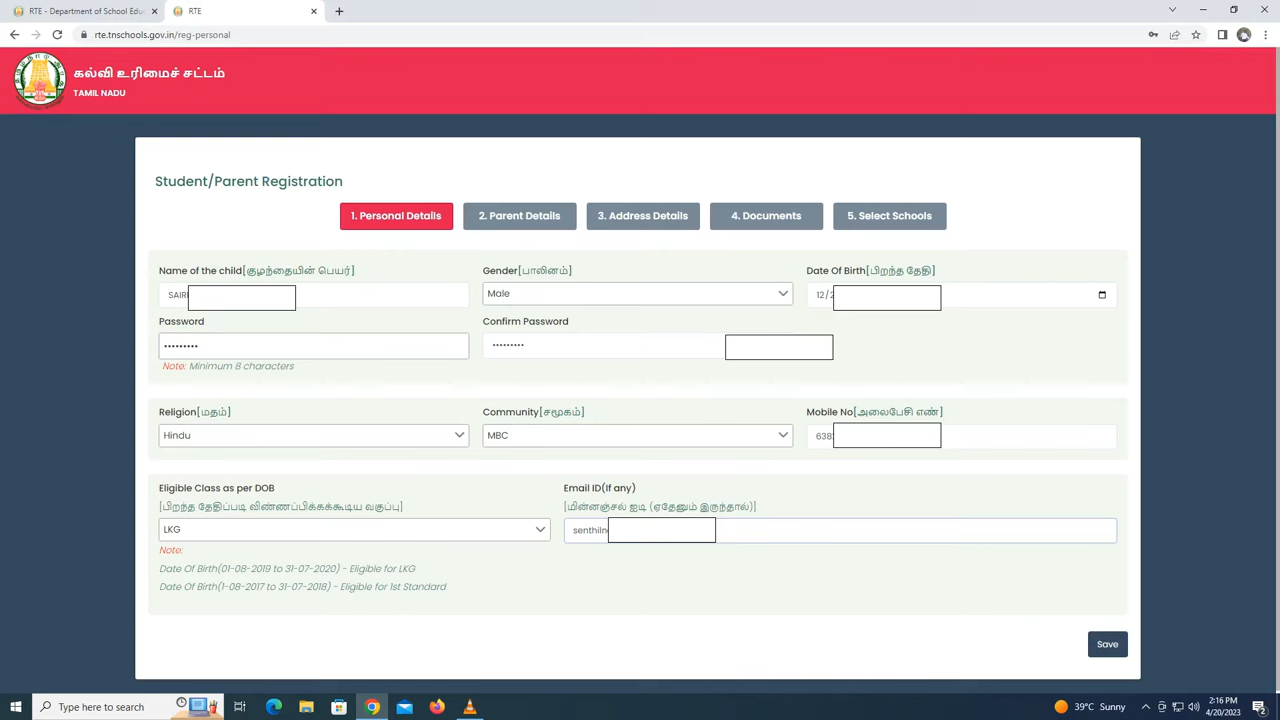 RTE - Department of School Educ
RTE
rte.tnschools.gov.in/reg-personal
கல்வி உரிமைச் சட்டம்
TAMIL NADU
Student/Parent Registration
1. Personal Details
2. Parent Details
3. Address Details
4. Documents
5. Select Schools
Name of the child[குழந்தையின் பெயர்]
Gender[பாலினம்]
Date Of Birth[பிறந்த தேதி]
Male
12/2
Password
Confirm Password
•••••••••
•••••••••
Note: Minimum 8 characters
Religion[மதம்]
Community[சமூகம்]
Mobile No[அலைபேசி எண்]
Hindu
MBC
638
Eligible Class as per DOB
Email ID(If any)
[பிறந்த தேதிப்படி விண்ணப்பிக்கக்கூடிய வகுப்பு]
[மின்னஞ்சல் ஐடி (ஏதேனும் இருந்தால்)]
LKG
Note:
Date Of Birth(01-08-2019 to 31-07-2020) - Eligible for LKG
Date Of Birth(1-08-2017 to 31-07-2018) - Eligible for 1st Standard
Save
Type here to search
39°C Sunny
2:16 PM
4/20/2023
2